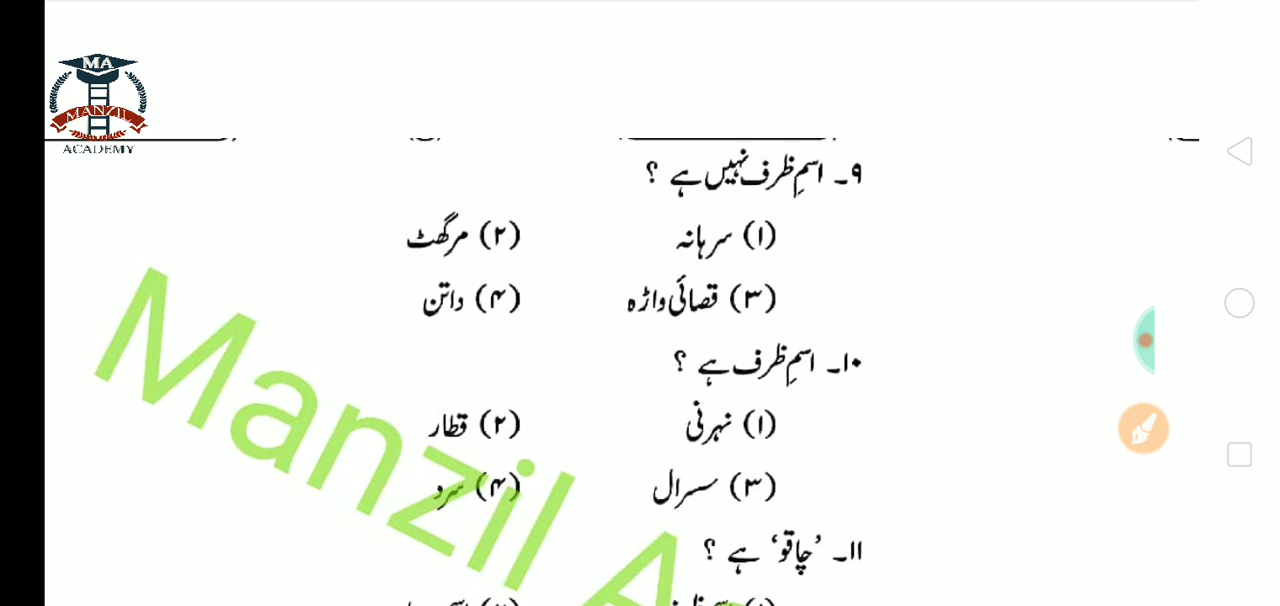 MA
MANZIL
ACADEMY
۹۔ اسمِ ظرف نہیں ہے ؟
(۱) سرہانہ (۲) مرگھٹ
(۳) قصائی واڑہ (۴) داتن
۱۰۔ اسمِ ظرف ہے ؟
(۱) نہرنی (۲) قطار
(۳) سسرال (۴) سرد
۱۱۔ ’چاقو‘ ہے ؟
Manzil A